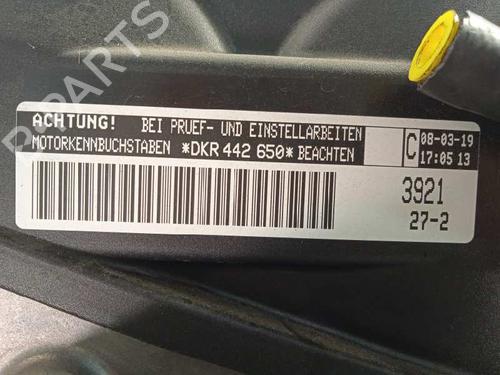 ACHTUNG! BEI PRUEF- UND EINSTELLARBEITEN
MOTORKENNBUCHSTABEN *DKR 442 650* BEACHTEN
C 08-03-19
17:05 13
3921
27-2
B-PARTS